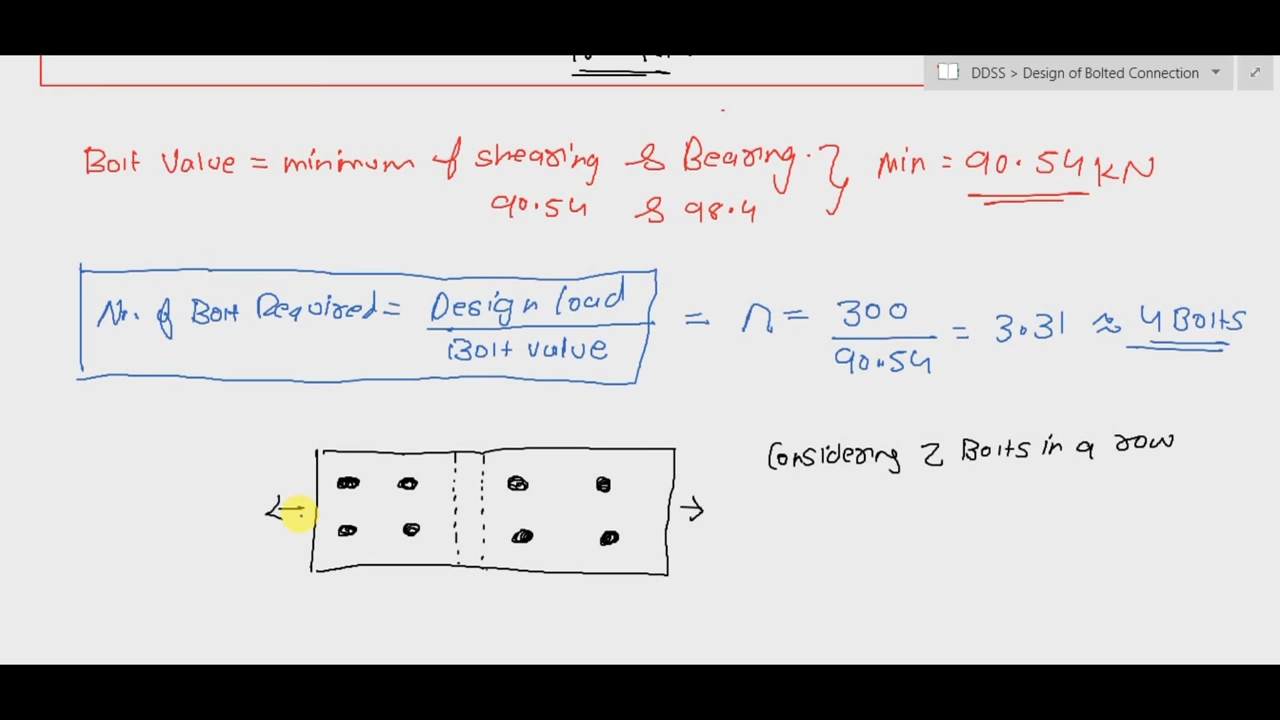 DDSS > Design of Bolted Connection
Bolt Value = minimum of shearing & Bearing. } Min = 90.54 kN
90.54 & 98.4
Nr. of Bolt Required = Design load / Bolt value = n = 300 / 90.54 = 3.31 ≈ 4 Bolts
Considering 2 Bolts in a row